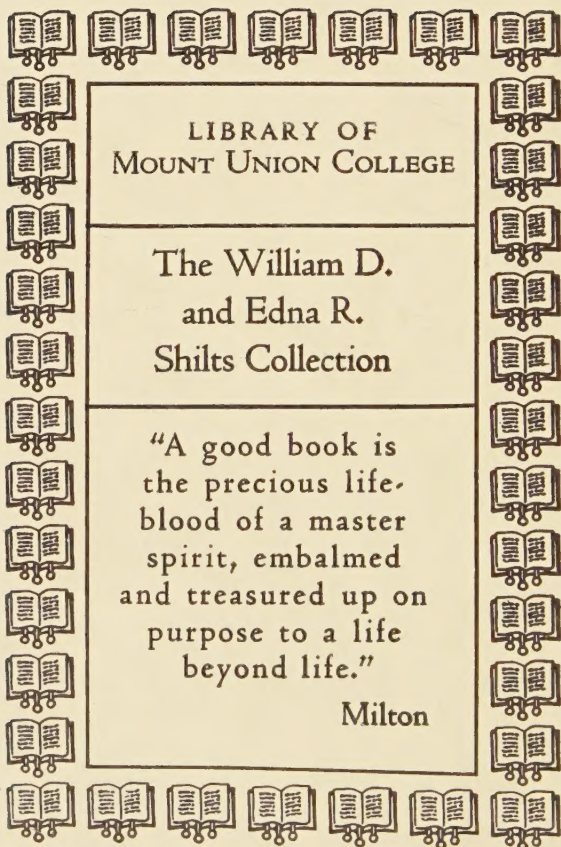 LIBRARY OF
MOUNT UNION COLLEGE
The William D.
and Edna R.
Shilts Collection
"A good book is
the precious life-
blood of a master
spirit, embalmed
and treasured up on
purpose to a life
beyond life."
Milton